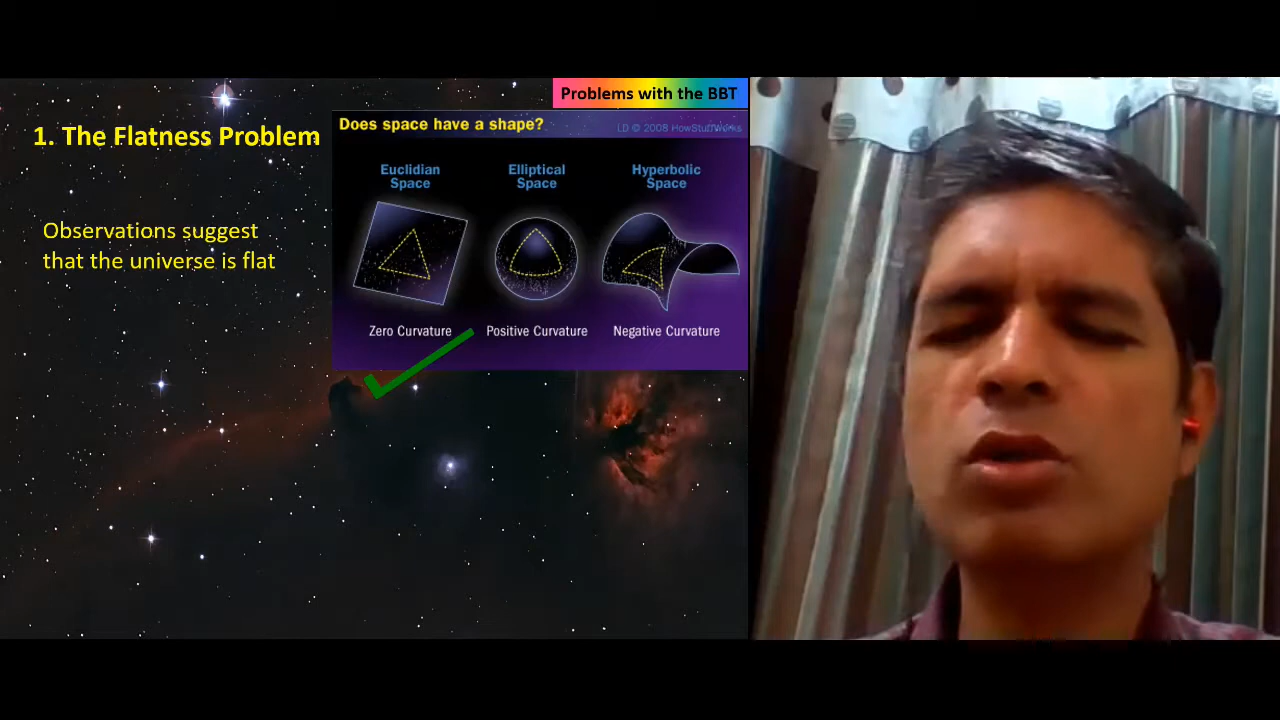 Problems with the BBT
1. The Flatness Problem
Does space have a shape?
LD © 2008 HowStuffWorks
Euclidian
Space
Elliptical
Space
Hyperbolic
Space
Observations suggest
that the universe is flat
Zero Curvature
Positive Curvature
Negative Curvature